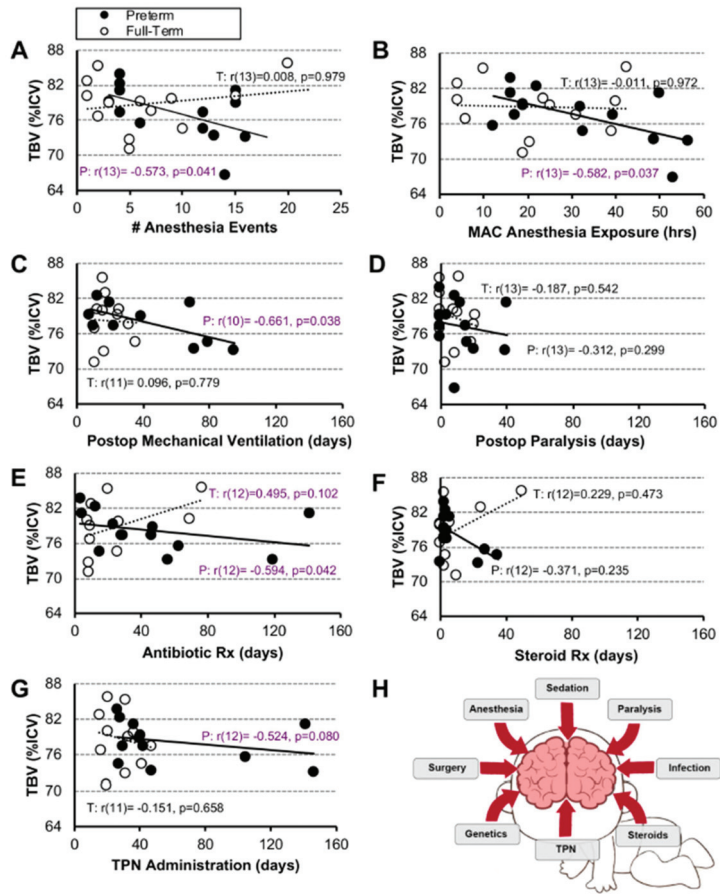 Preterm
Full-Term
A
TBV (%ICV)
88
82
76
70
64
T: r(13)=0.008, p=0.979
P: r(13)= -0.573, p=0.041
0 5 10 15 20 25
# Anesthesia Events
B
TBV (%ICV)
88
82
76
70
64
T: r(13)= -0.011, p=0.972
P: r(13)= -0.582, p=0.037
0 10 20 30 40 50 60
MAC Anesthesia Exposure (hrs)
C
TBV (%ICV)
88
82
76
70
64
P: r(10)= -0.661, p=0.038
T: r(11)= 0.096, p=0.779
0 40 80 120 160
Postop Mechanical Ventilation (days)
D
TBV (%ICV)
88
82
76
70
64
T: r(13)= -0.187, p=0.542
P: r(13)= -0.312, p=0.299
0 40 80 120 160
Postop Paralysis (days)
E
TBV (%ICV)
88
82
76
70
64
T: r(12)=0.495, p=0.102
P: r(12)= -0.594, p=0.042
0 40 80 120 160
Antibiotic Rx (days)
F
TBV (%ICV)
88
82
76
70
64
T: r(12)=0.229, p=0.473
P: r(12)= -0.371, p=0.235
0 40 80 120 160
Steroid Rx (days)
G
TBV (%ICV)
88
82
76
70
64
P: r(12)= -0.524, p=0.080
T: r(11)= -0.151, p=0.658
0 40 80 120 160
TPN Administration (days)
H
Sedation
Anesthesia
Paralysis
Surgery
Infection
Genetics
Steroids
TPN